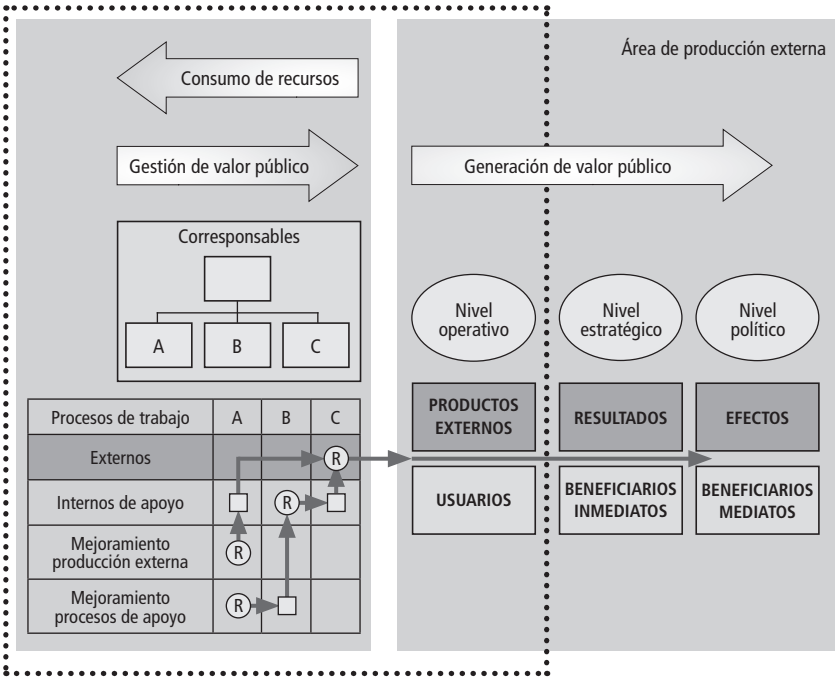 Área de producción externa
Consumo de recursos
Gestión de valor público
Generación de valor público
Corresponsables
A
B
C
Nivel
operativo
Nivel
estratégico
Nivel
político
Procesos de trabajo A B C
Externos R
Internos de apoyo R
Mejoramiento
producción externa
R
Mejoramiento
procesos de apoyo
R
PRODUCTOS
EXTERNOS
RESULTADOS
EFECTOS
USUARIOS
BENEFICIARIOS
INMEDIATOS
BENEFICIARIOS
MEDIATOS